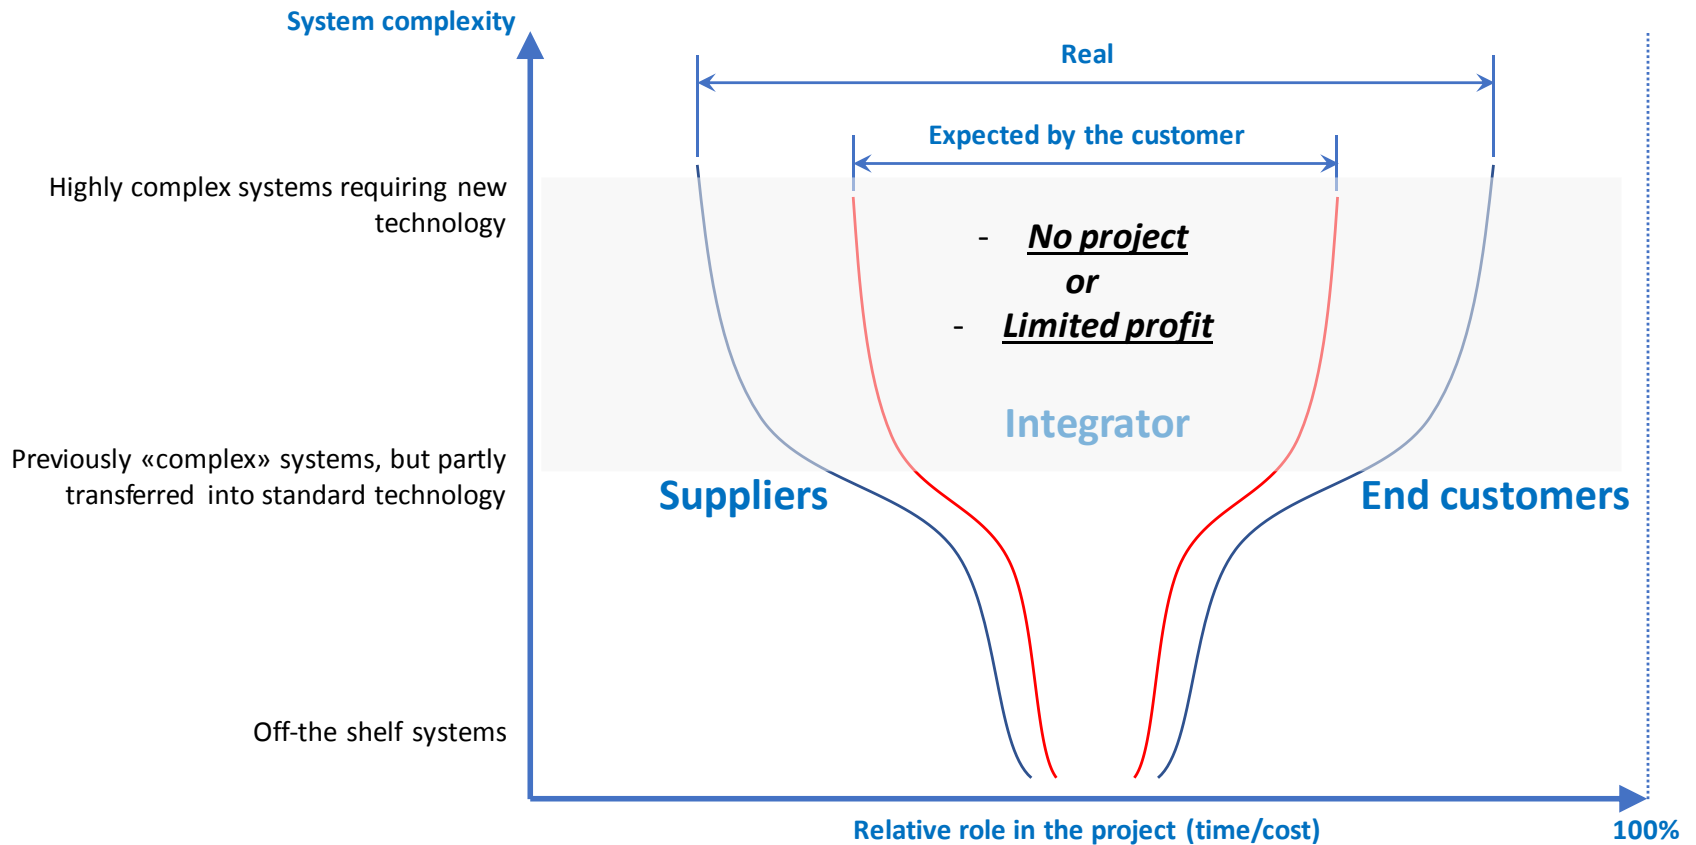 System complexity
Real
Expected by the customer
Highly complex systems requiring new
technology
- No project
or
- Limited profit
Integrator
Previously «complex» systems, but partly
transferred into standard technology
Suppliers
End customers
Off-the shelf systems
Relative role in the project (time/cost)
100%